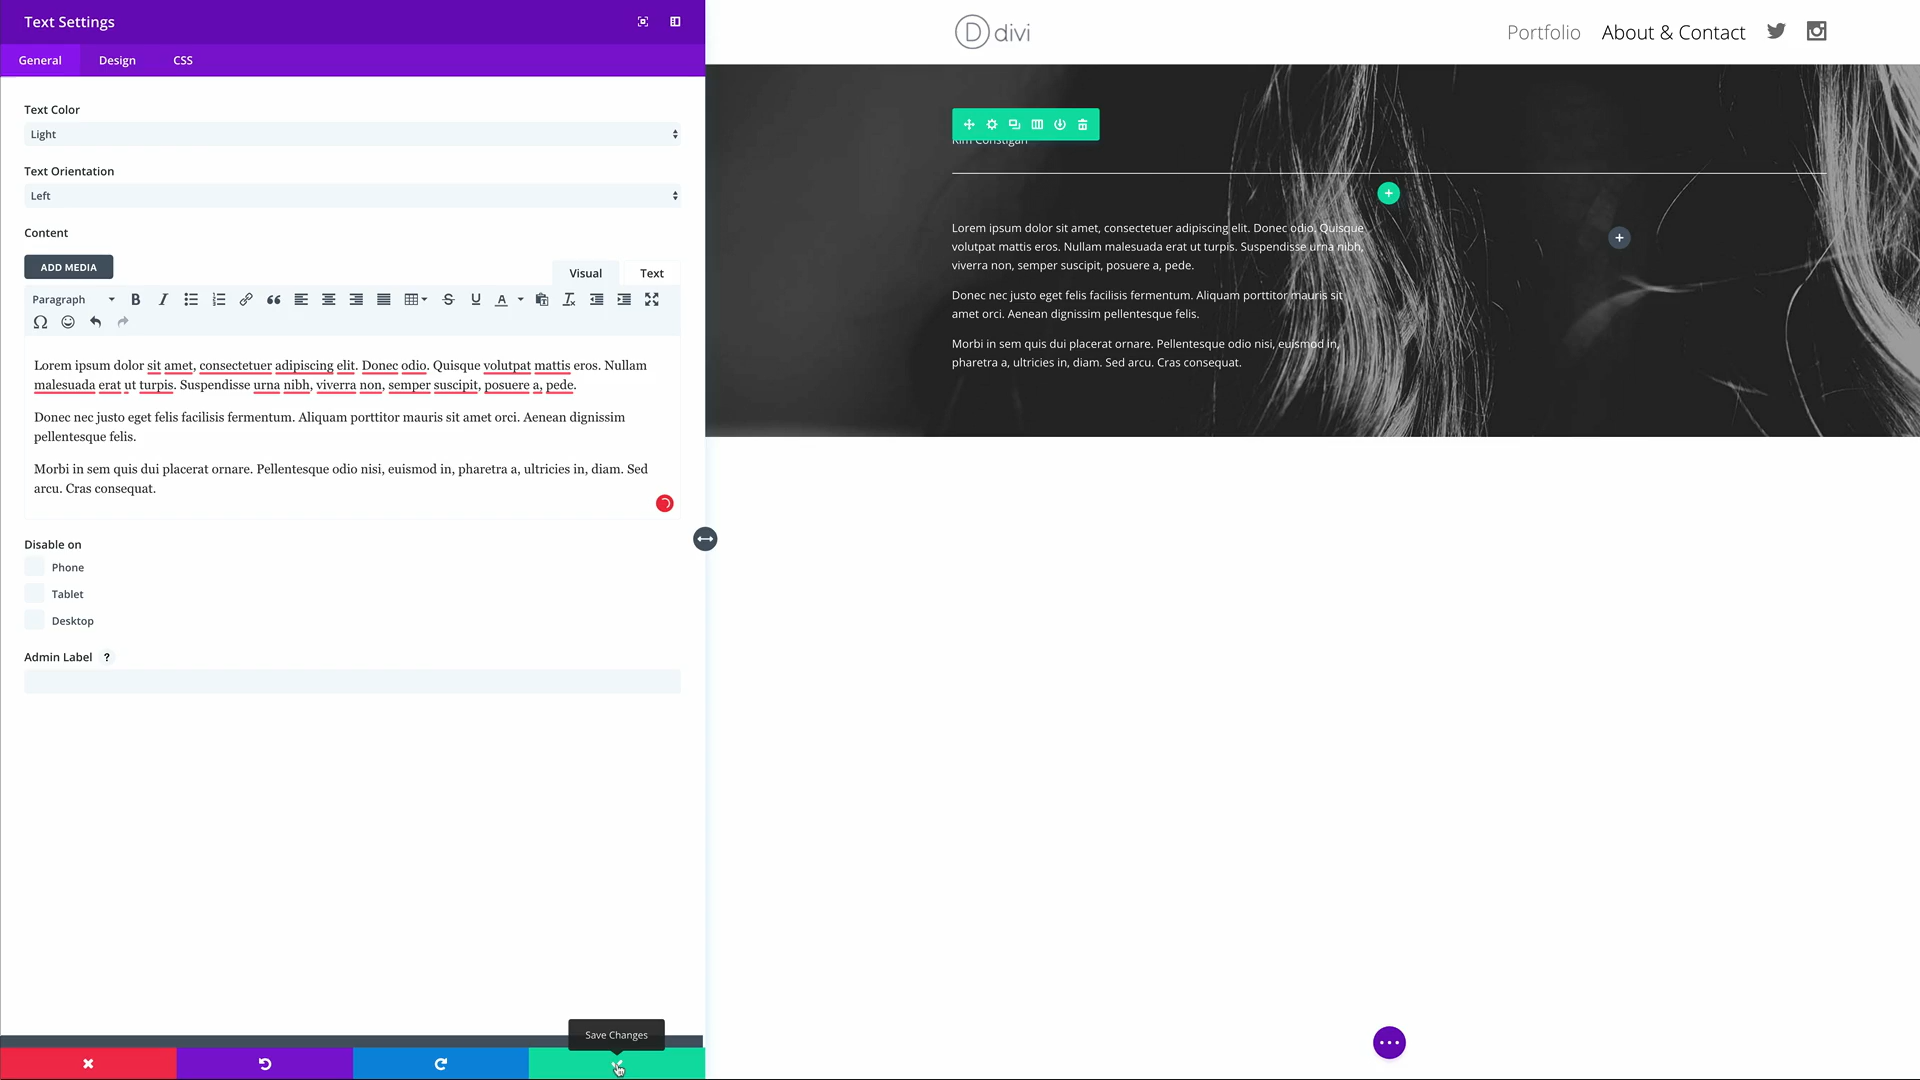 Text Settings
General
Design
CSS
Text Color
Light
Text Orientation
Left
Content
ADD MEDIA
Visual
Text
Paragraph
Lorem ipsum dolor sit amet, consectetuer adipiscing elit. Donec odio. Quisque volutpat mattis eros. Nullam
malesuada erat ut turpis. Suspendisse urna nibh, viverra non, semper suscipit, posuere a, pede.
Donec nec justo eget felis facilisis fermentum. Aliquam porttitor mauris sit amet orci. Aenean dignissim
pellentesque felis.
Morbi in sem quis dui placerat ornare. Pellentesque odio nisi, euismod in, pharetra a, ultricies in, diam. Sed
arcu. Cras consequat.
Disable on
Phone
Tablet
Desktop
Admin Label ?
Save Changes
D divi
Portfolio
About & Contact
Kim Constigan
Lorem ipsum dolor sit amet, consectetuer adipiscing elit. Donec odio. Quisque
volutpat mattis eros. Nullam malesuada erat ut turpis. Suspendisse urna nibh,
viverra non, semper suscipit, posuere a, pede.
Donec nec justo eget felis facilisis fermentum. Aliquam porttitor mauris sit
amet orci. Aenean dignissim pellentesque felis.
Morbi in sem quis dui placerat ornare. Pellentesque odio nisi, euismod in,
pharetra a, ultricies in, diam. Sed arcu. Cras consequat.